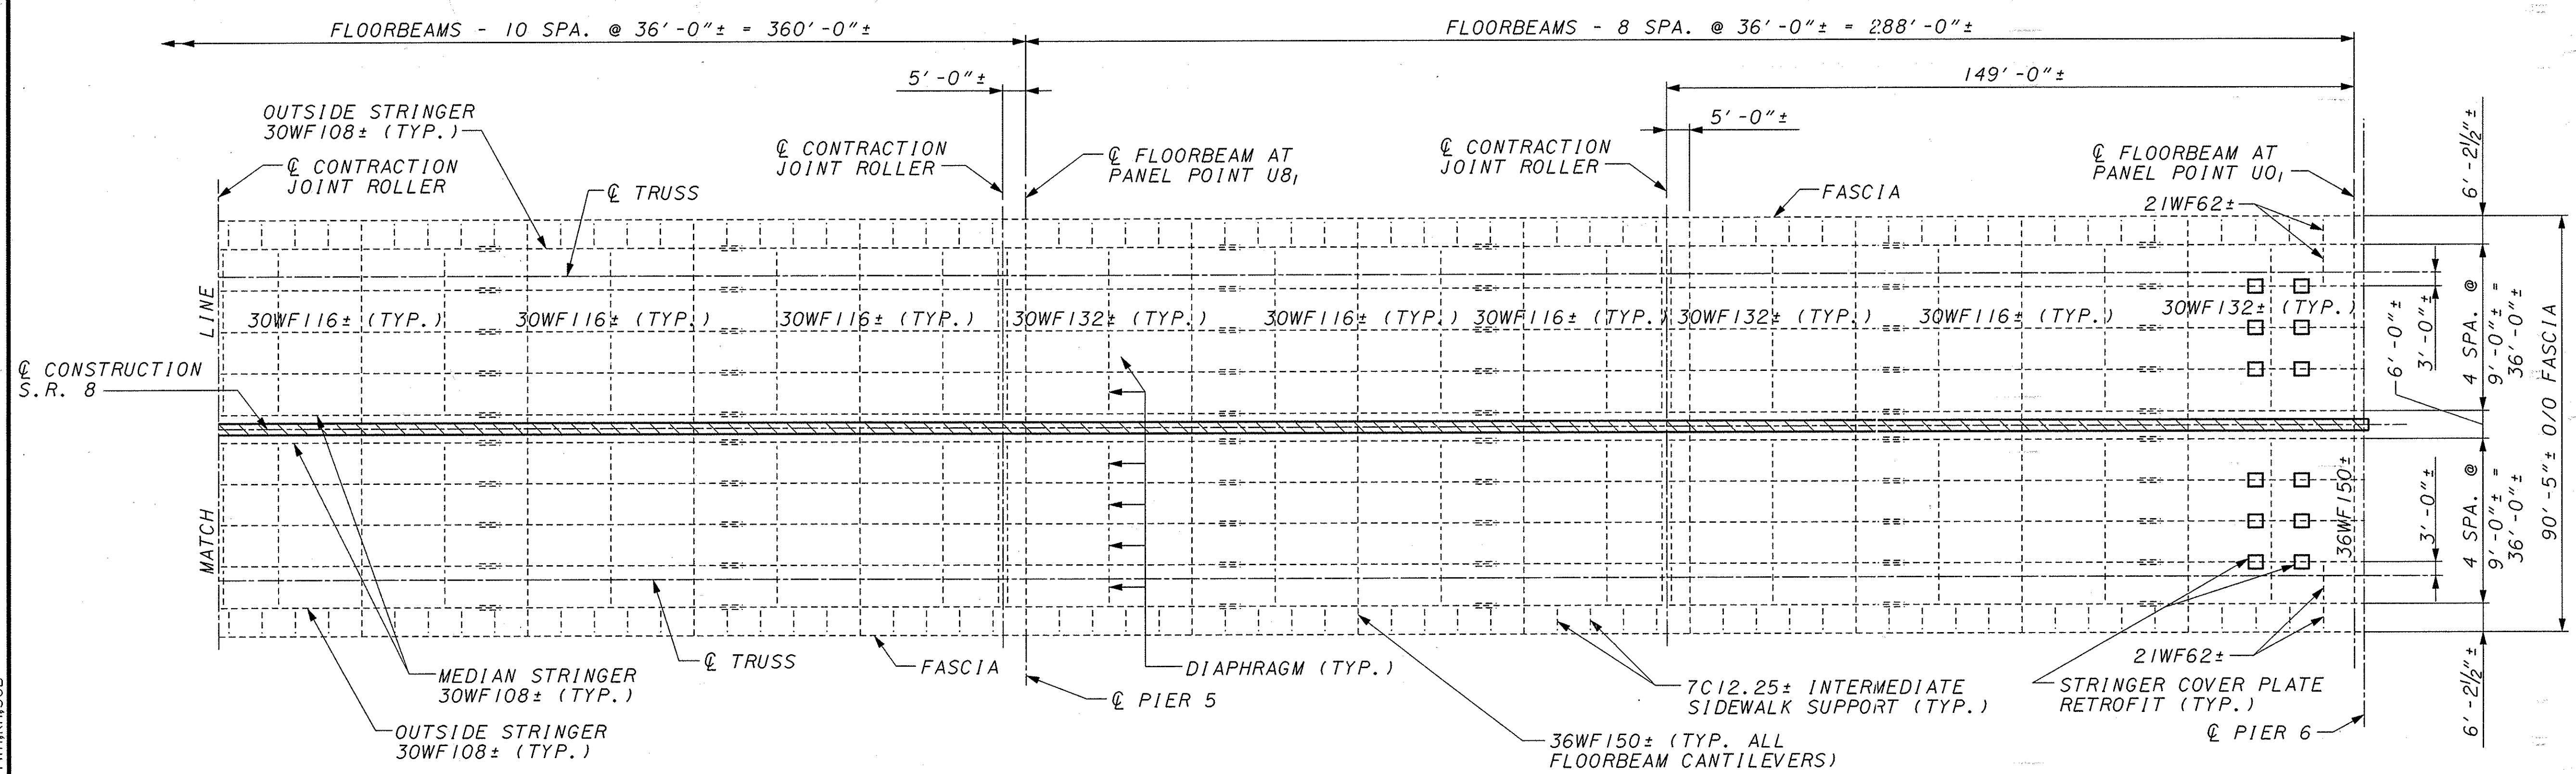 FLOORBEAMS - 10 SPA. @ 36'-0"± = 360'-0"±
FLOORBEAMS - 8 SPA. @ 36'-0"± = 288'-0"±
5'-0"±
149'-0"±
5'-0"±
OUTSIDE STRINGER
30WF108± (TYP.)
℄ CONTRACTION
JOINT ROLLER
℄ TRUSS
℄ CONTRACTION
JOINT ROLLER
℄ FLOORBEAM AT
PANEL POINT U8₁
℄ CONTRACTION
JOINT ROLLER
FASCIA
℄ FLOORBEAM AT
PANEL POINT U0₁
21WF62±
6'-2½"±
LINE
30WF116± (TYP.)
30WF116± (TYP.)
30WF116± (TYP.)
30WF132± (TYP.)
30WF116± (TYP.)
30WF116± (TYP.)
30WF132± (TYP.)
30WF116± (TYP.)
30WF132± (TYP.)
6'-0"±
3'-0"±
4 SPA. @
9'-0"± =
36'-0"±
90'-5"± O/O FASCIA
℄ CONSTRUCTION
S.R. 8
MATCH
36WF150±
3'-0"±
4 SPA. @
9'-0"± =
36'-0"±
6'-2½"±
MEDIAN STRINGER
30WF108± (TYP.)
OUTSIDE STRINGER
30WF108± (TYP.)
℄ TRUSS
FASCIA
℄ PIER 5
DIAPHRAGM (TYP.)
36WF150± (TYP. ALL
FLOORBEAM CANTILEVERS)
7C12.25± INTERMEDIATE
SIDEWALK SUPPORT (TYP.)
21WF62±
STRINGER COVER PLATE
RETROFIT (TYP.)
℄ PIER 6